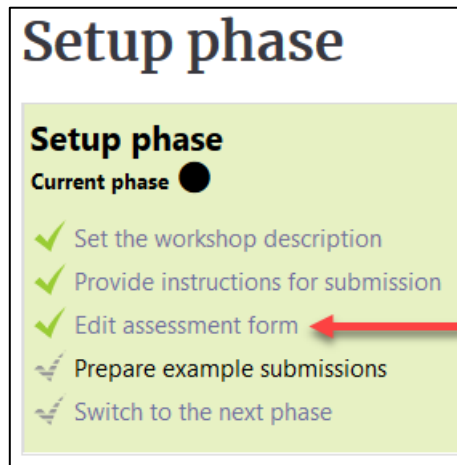 Setup phase
Setup phase
Current phase
Set the workshop description
Provide instructions for submission
Edit assessment form
Prepare example submissions
Switch to the next phase